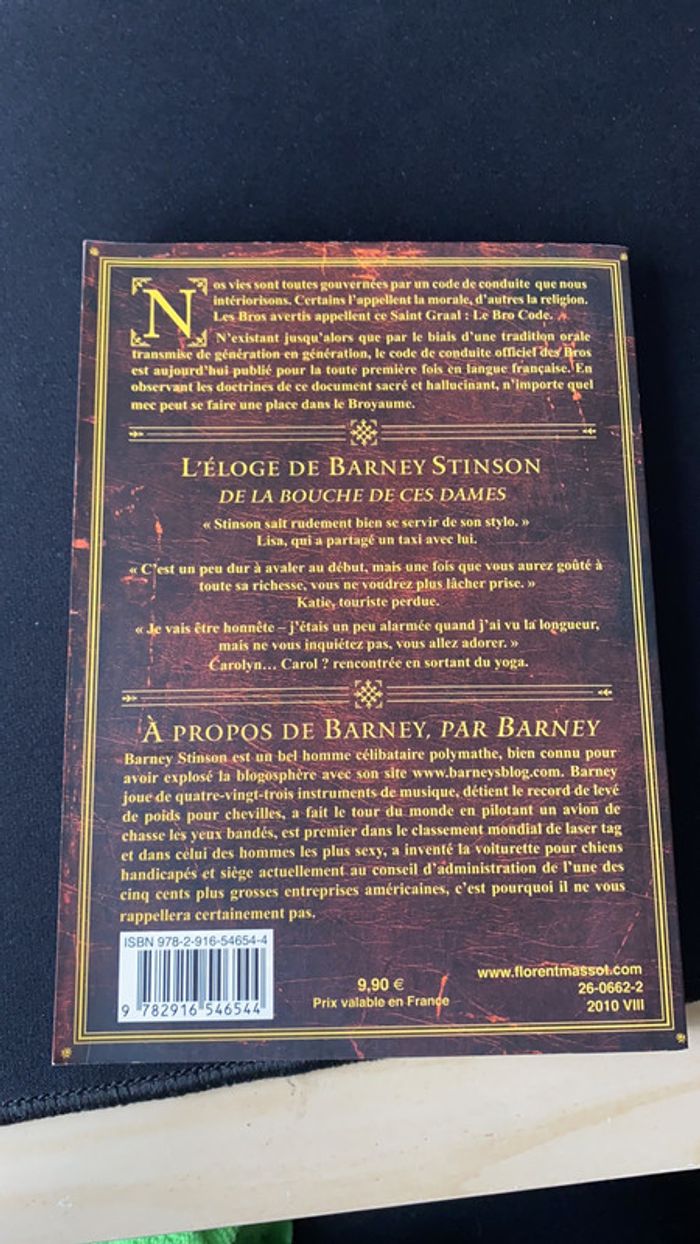 Nos vies sont toutes gouvernées par un code de conduite que nous
intériorisons. Certains l'appellent la morale, d'autres la religion.
Les Bros avertis appellent ce Saint Graal : Le Bro Code.
N'existant jusqu'alors que par le biais d'une tradition orale
transmise de génération en génération, le code de conduite officiel des Bros
est aujourd'hui publié pour la toute première fois en langue française. En
observant les doctrines de ce document sacré et hallucinant, n'importe quel
mec peut se faire une place dans le Broyaume.
L'ÉLOGE DE BARNEY STINSON
DE LA BOUCHE DE CES DAMES
« Stinson sait rudement bien se servir de son stylo. »
Lisa, qui a partagé un taxi avec lui.
« C'est un peu dur à avaler au début, mais une fois que vous aurez goûté à
toute sa richesse, vous ne voudrez plus lâcher prise. »
Katie, touriste perdue.
« Je vais être honnête – j'étais un peu alarmée quand j'ai vu la longueur,
mais ne vous inquiétez pas, vous allez adorer. »
Carolyn… Carol ? rencontrée en sortant du yoga.
À PROPOS DE BARNEY, PAR BARNEY
Barney Stinson est un bel homme célibataire polymathe, bien connu pour
avoir explosé la blogosphère avec son site www.barneysblog.com. Barney
joue de quatre-vingt-trois instruments de musique, détient le record de levé
de poids pour chevilles, a fait le tour du monde en pilotant un avion de
chasse les yeux bandés, est premier dans le classement mondial de laser tag
et dans celui des hommes les plus sexy, a inventé la voiturette pour chiens
handicapés et siège actuellement au conseil d'administration de l'une des
cinq cents plus grosses entreprises américaines, c'est pourquoi il ne vous
rappellera certainement pas.
ISBN 978-2-916-54654-4
9 782916 546544
9,90 €
Prix valable en France
www.florentmassot.com
26-0662-2
2010 VIII